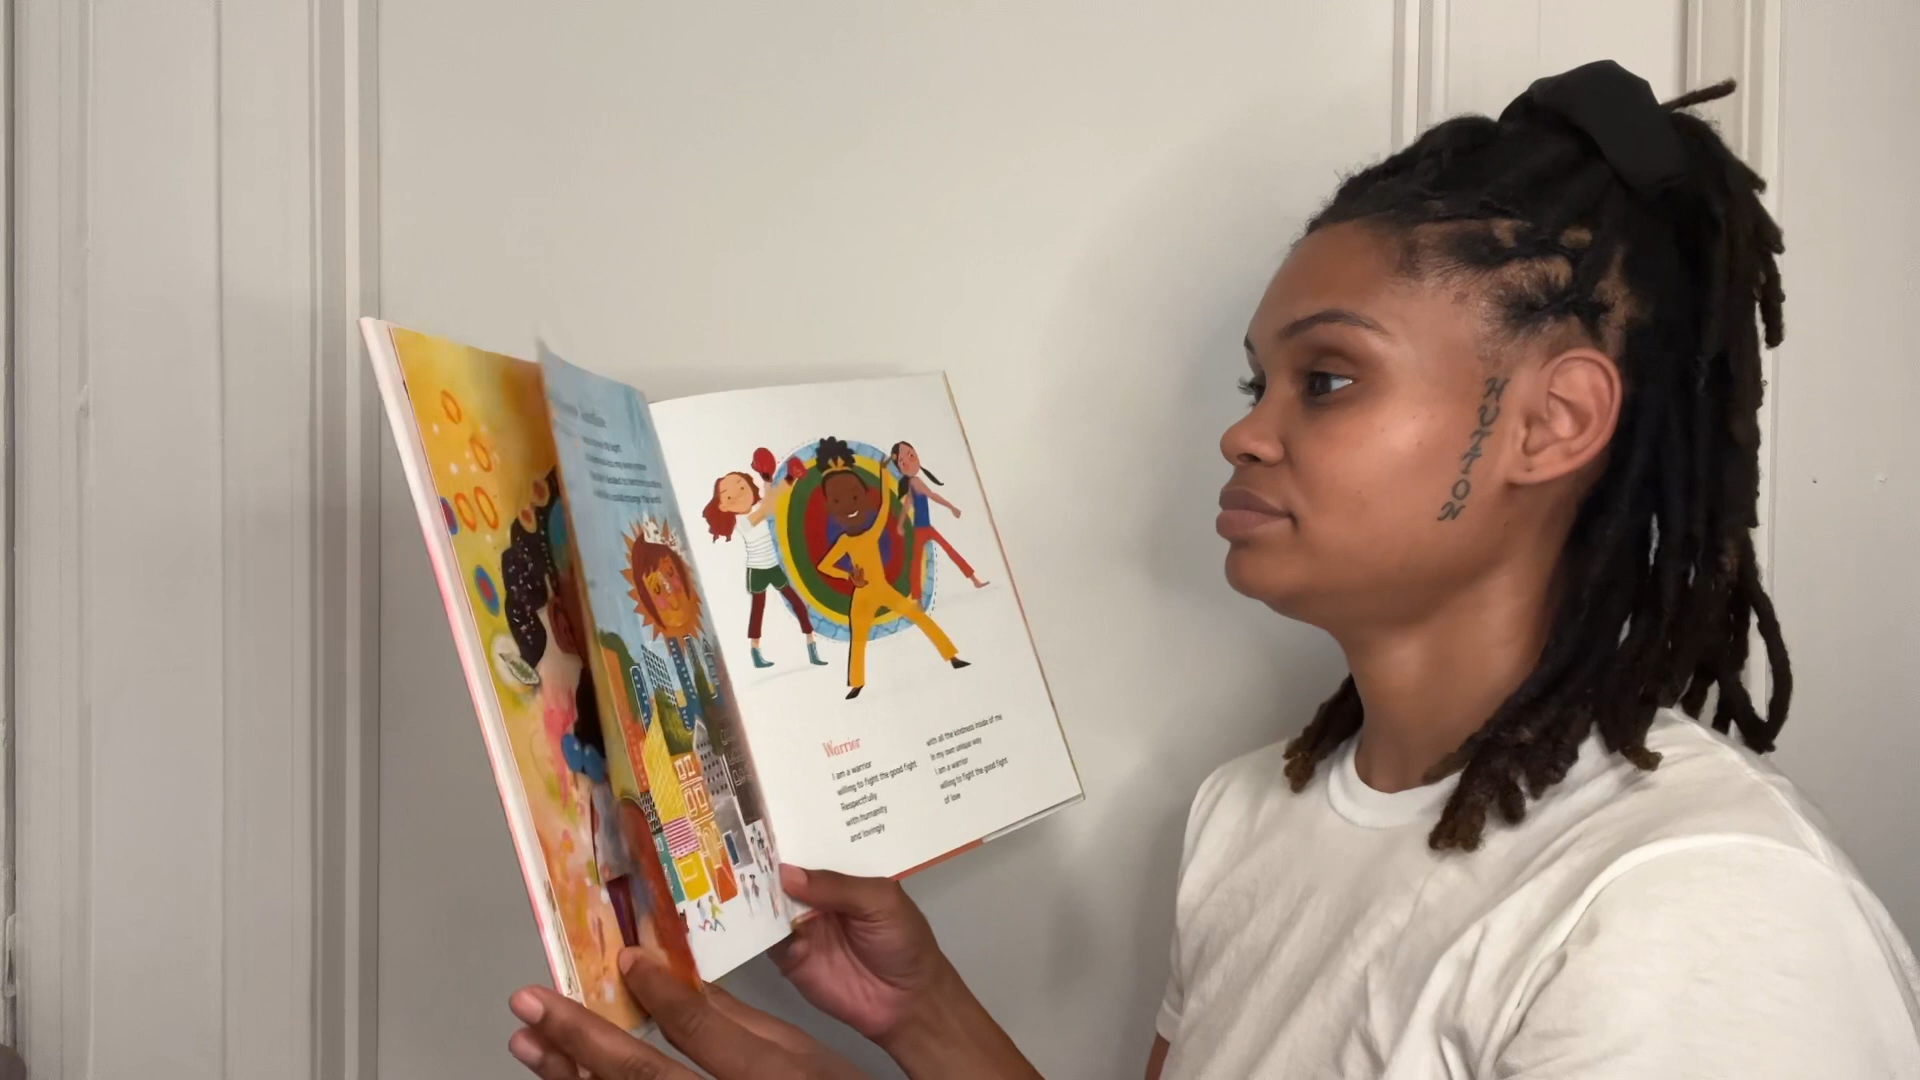 Warrior
I am a warrior
willing to fight the good fight
Respectfully
with humanity
and lovingly
with all the kindness inside of me
in my own unique way
I am a warrior
willing to fight the good fight
of love
HUTTON